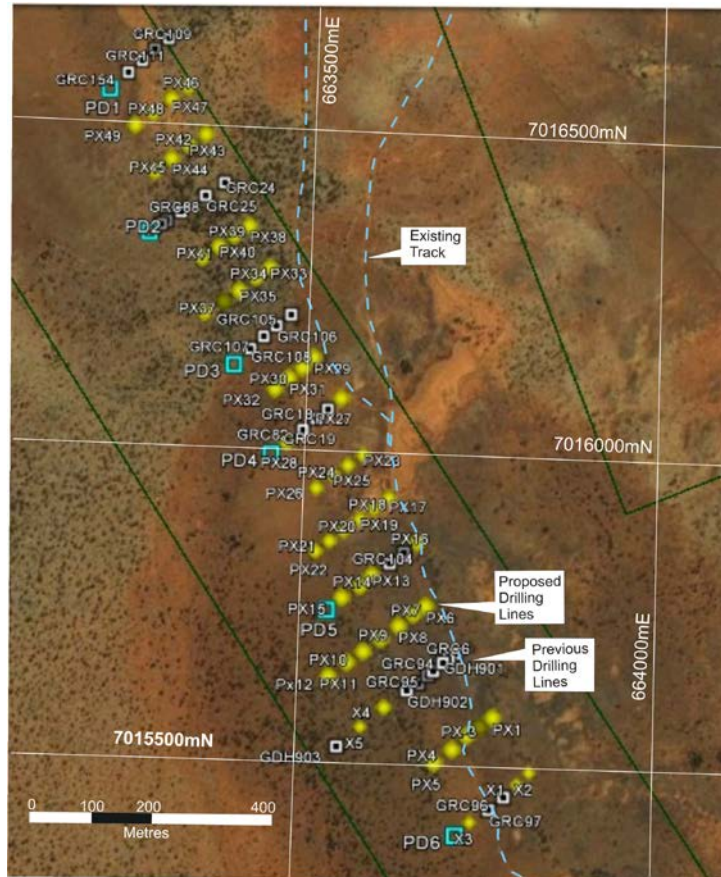 GRC109
GRC111
GRC154
PD1
PX46
PX47
PX48
PX49
PX42
PX43
PX44
PX45
663500mE
7016500mN
GRC24
GRC25
GRC88
PD2
PX39
PX38
PX40
PX41
Existing
Track
PX34
PX33
PX35
PX37
GRC105
GRC106
GRC107
GRC108
PD3
PX29
PX30
PX31
PX32
GRC18
PX27
GRC19
PD4
PX28
7016000mN
PX23
PX24
PX25
PX26
PX18
PX17
PX19
PX20
PX21
PX22
PX16
GRC104
PX13
PX14
PX15
PD5
Proposed
Drilling
Lines
PX7
PX6
PX8
PX9
PX10
PX11
Px12
Previous
Drilling
Lines
GRC6
GRC94
GDH901
GRC95
GDH902
664000mE
X4
X5
GDH903
7015500mN
PX1
PX4
PX5
X1
X2
GRC96
GRC97
PD6
X3
0
100
200
400
Metres